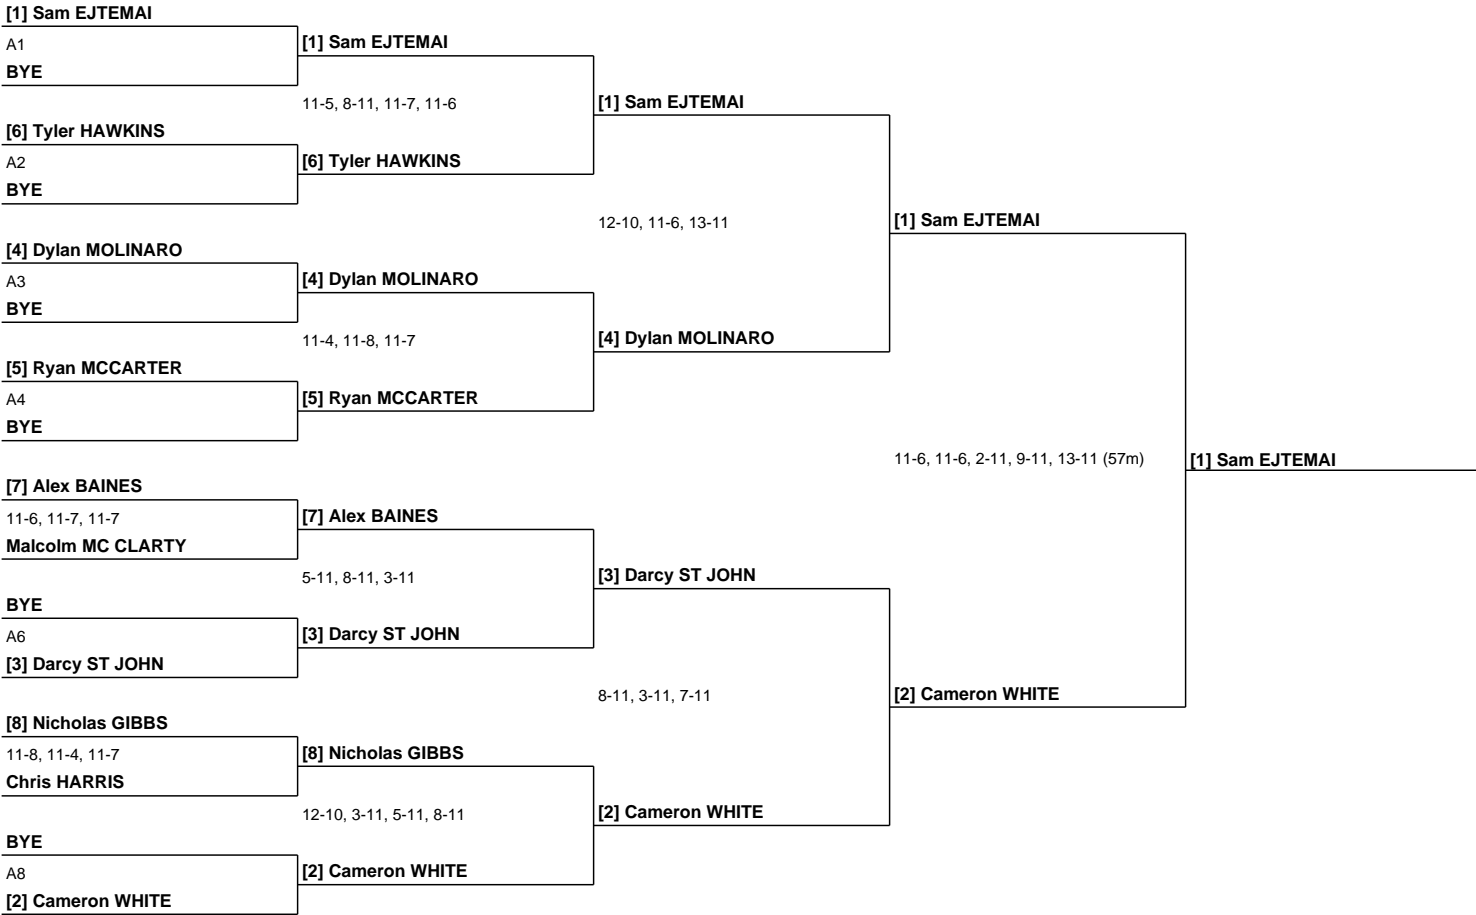 [1] Sam EJTEMAI
A1
BYE
[6] Tyler HAWKINS
A2
BYE
[4] Dylan MOLINARO
A3
BYE
[5] Ryan MCCARTER
A4
BYE
[7] Alex BAINES
11-6, 11-7, 11-7
Malcolm MC CLARTY
BYE
A6
[3] Darcy ST JOHN
[8] Nicholas GIBBS
11-8, 11-4, 11-7
Chris HARRIS
BYE
A8
[2] Cameron WHITE
[1] Sam EJTEMAI
11-5, 8-11, 11-7, 11-6
[6] Tyler HAWKINS
[4] Dylan MOLINARO
11-4, 11-8, 11-7
[5] Ryan MCCARTER
[7] Alex BAINES
5-11, 8-11, 3-11
[3] Darcy ST JOHN
[8] Nicholas GIBBS
12-10, 3-11, 5-11, 8-11
[2] Cameron WHITE
[1] Sam EJTEMAI
12-10, 11-6, 13-11
[4] Dylan MOLINARO
[3] Darcy ST JOHN
8-11, 3-11, 7-11
[2] Cameron WHITE
[1] Sam EJTEMAI
11-6, 11-6, 2-11, 9-11, 13-11 (57m)
[2] Cameron WHITE
[1] Sam EJTEMAI